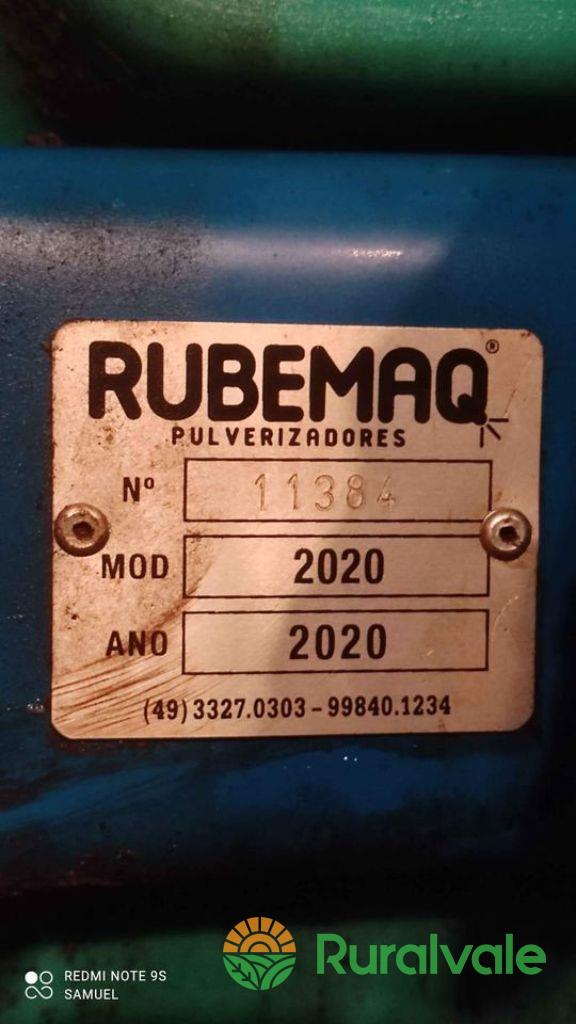 RUBEMAQ®
PULVERIZADORES
Nº 11384
MOD 2020
ANO 2020
(49) 3327.0303 - 99840.1234
Ruralvale
REDMI NOTE 9S
SAMUEL